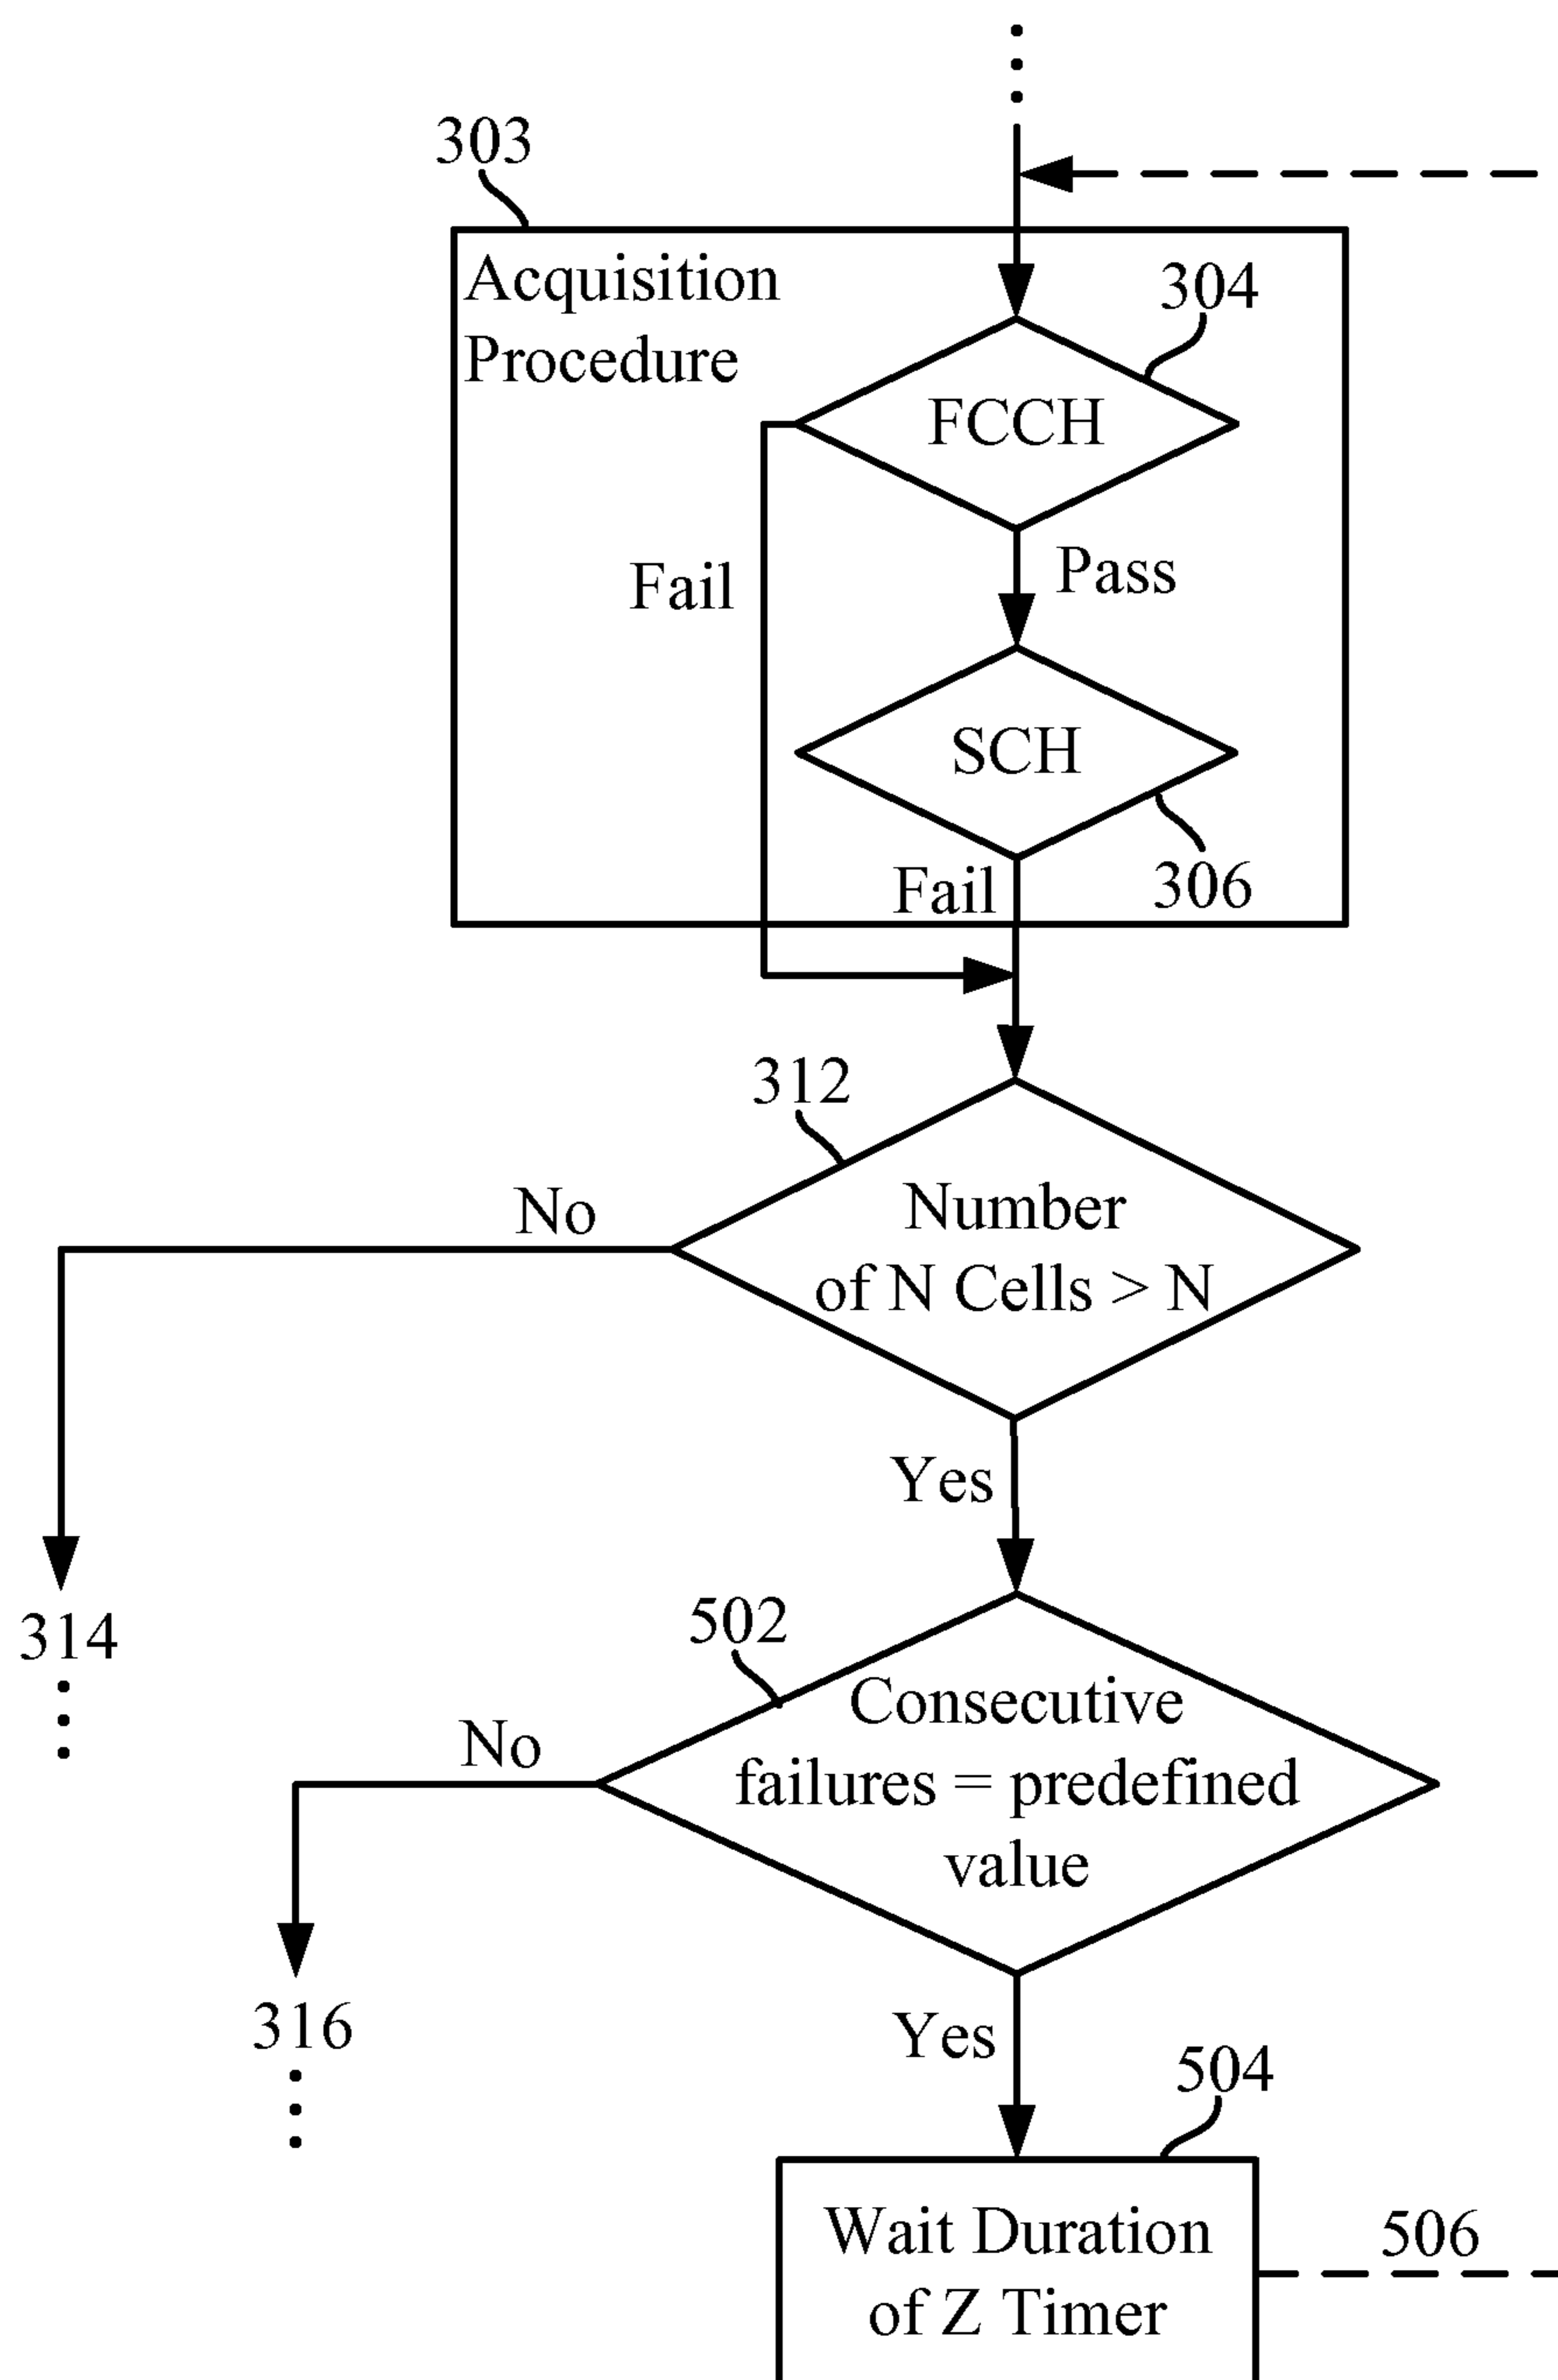 303
Acquisition
Procedure
304
FCCH
Fail
Pass
SCH
Fail
306
312
No
Number
of N Cells > N
Yes
314
502
No
Consecutive
failures = predefined
value
316
Yes
504
Wait Duration
of Z Timer
506